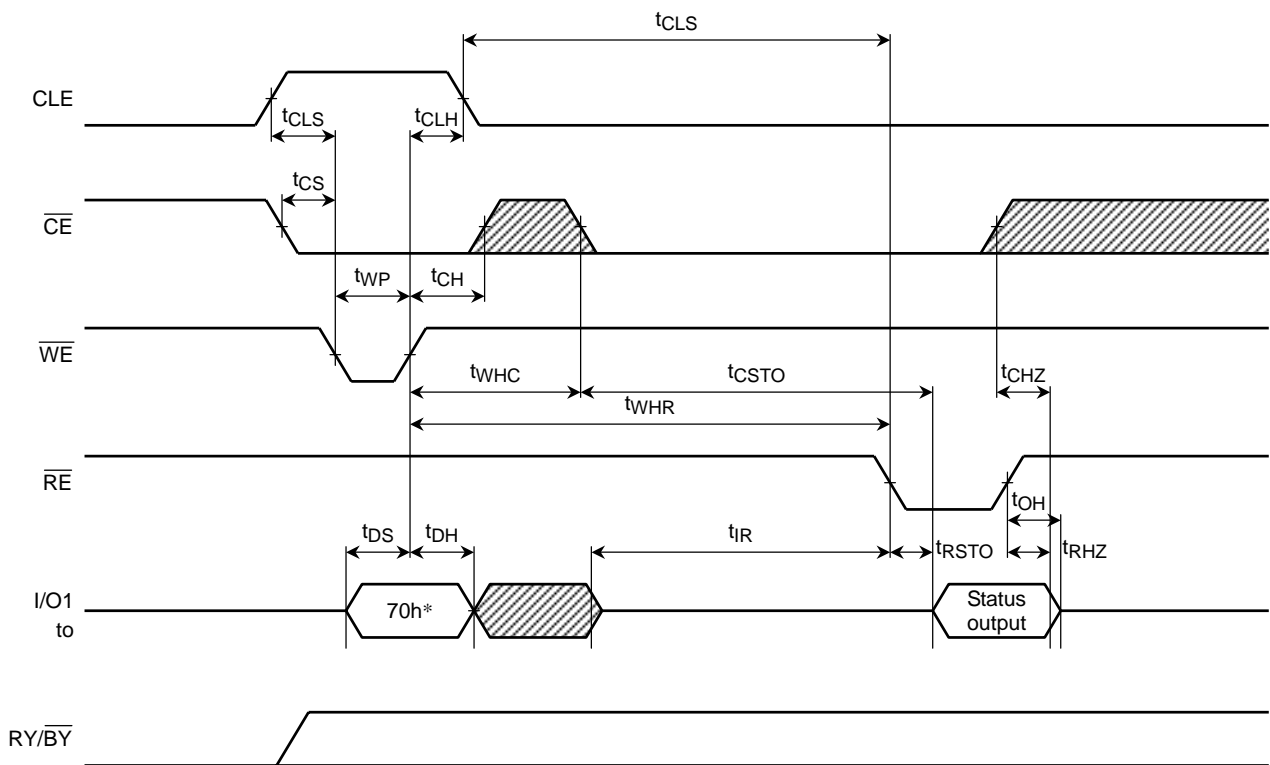 tCLS
CLE
tCLS
tCLH
tCS
CE
tWP
tCH
WE
tWHC
tCSTO
tCHZ
tWHR
RE
tOH
tDS
tDH
tIR
tRSTO
tRHZ
I/O1
to
70h*
Status
output
RY/BY